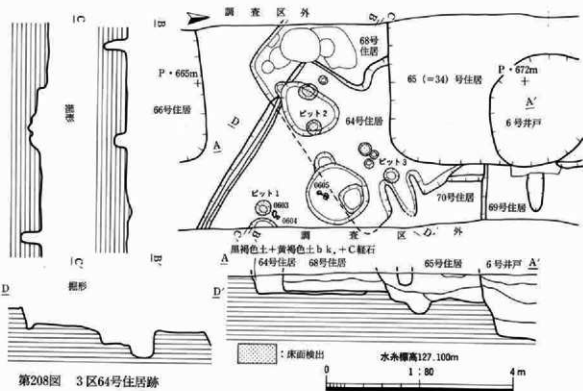 調査区外
C
B
B
C
68号
住居
P・665m
P・672m
66号住居
65(=34)号住居
A'
掘形
D
ピット2
64号住居
6号井戸
A
ピット3
0605
ピット1
0603
0604
70号住居
69号住居
C'
B'
調査区外
D'
黒褐色土+黄褐色土bk,+C軽石
C'
B'
A
64号住居
68号住居
65号住居
6号井戸
A'
D
掘形
D'
:床面検出
水糸標高127.100m
0
1:80
4m
第208図 3区64号住居跡